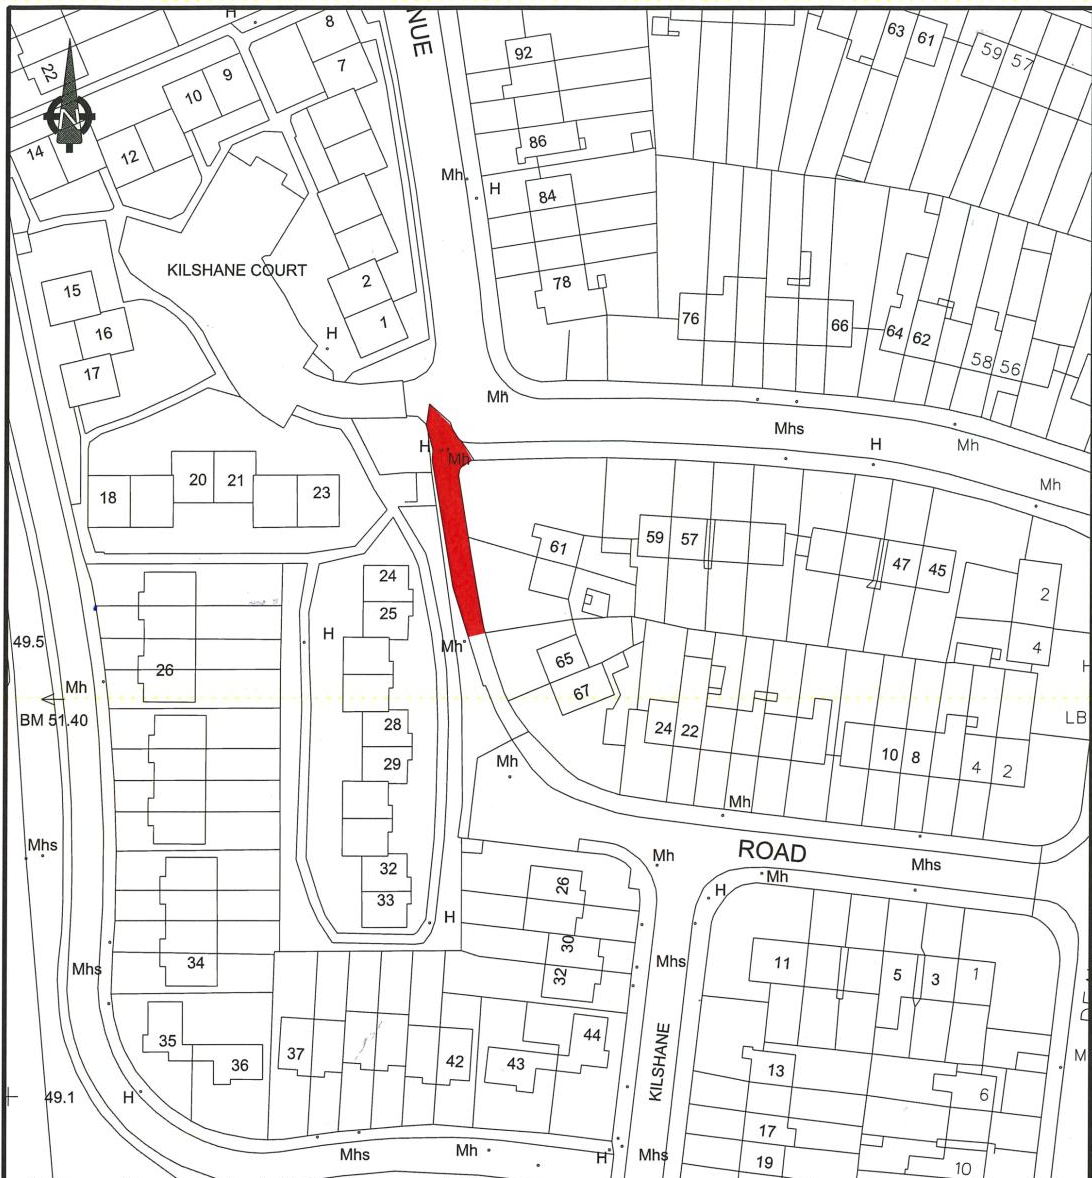 H
8
NUE
92
63
61
59
57
22
9
7
10
N
86
14
12
Mh
H
84
KILSHANE COURT
2
78
15
1
76
66
64
62
16
H
58
56
17
Mh
Mhs
H
Mh
H
Mh
20
21
23
18
Mh
59
57
61
47
45
24
2
25
H
49.5
Mh
4
65
26
H
Mh
67
BM 51.40
28
24
22
LB
10
8
29
Mh
4
2
Mh
Mhs
ROAD
Mh
Mhs
32
Mh
26
H
33
H
30
11
5
3
1
34
Mhs
Mhs
32
35
37
42
44
KILSHANE
36
43
M
13
6
49.1
H
17
Mhs
Mh
H
Mhs
19
10